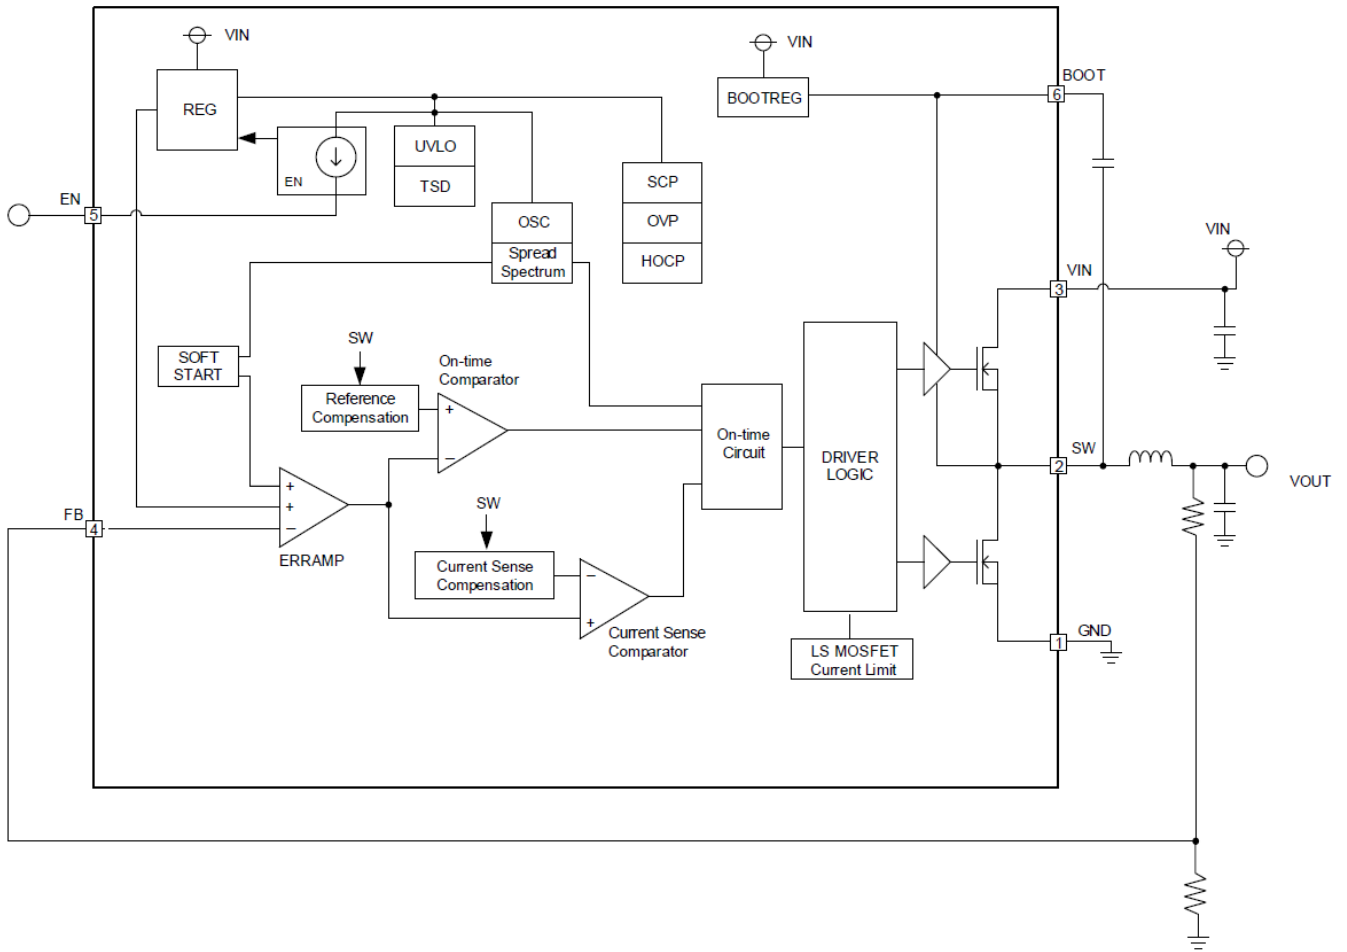 VIN
VIN
BOOT
6
REG
BOOTREG
UVLO
EN
TSD
SCP
EN
5
OSC
OVP
VIN
Spread
Spectrum
HOCP
VIN
3
SW
SOFT
START
On-time
Comparator
Reference
Compensation
+
−
On-time
Circuit
DRIVER
LOGIC
SW
2
VOUT
FB
4
+
+
−
ERRAMP
SW
Current Sense
Compensation
−
+
Current Sense
Comparator
GND
1
LS MOSFET
Current Limit